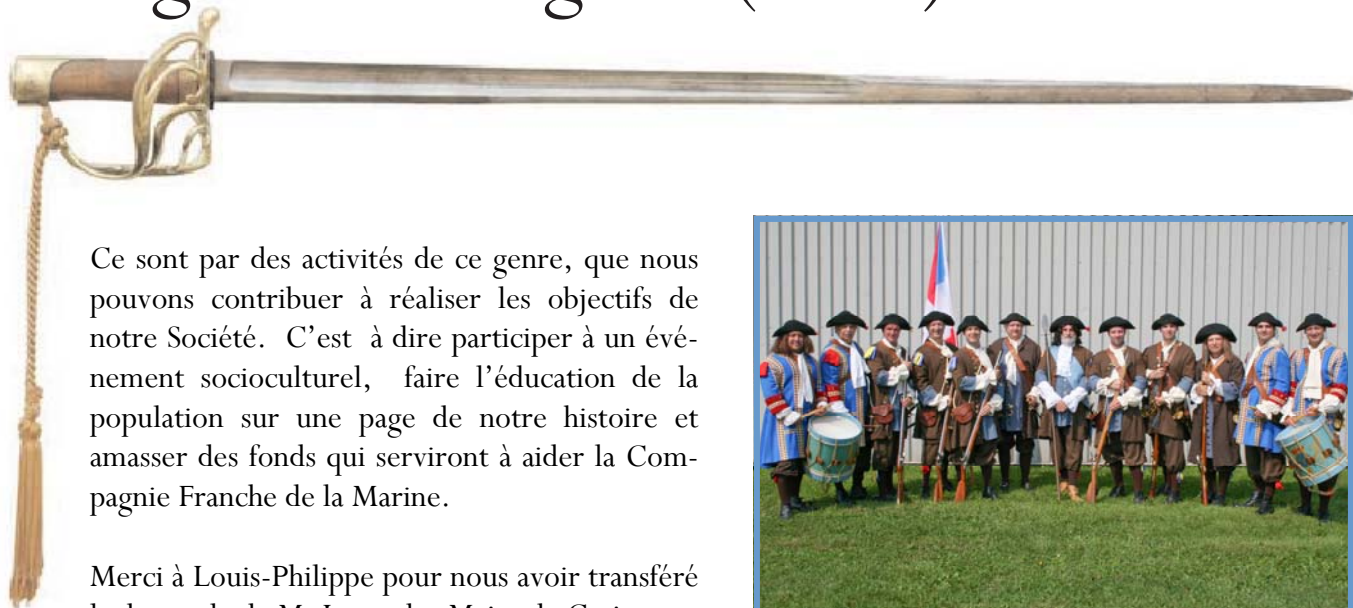 Ce sont par des activités de ce genre, que nous
pouvons contribuer à réaliser les objectifs de
notre Société. C'est à dire participer à un évé-
nement socioculturel, faire l'éducation de la
population sur une page de notre histoire et
amasser des fonds qui serviront à aider la Com-
pagnie Franche de la Marine.
Merci à Louis-Philippe pour nous avoir transféré